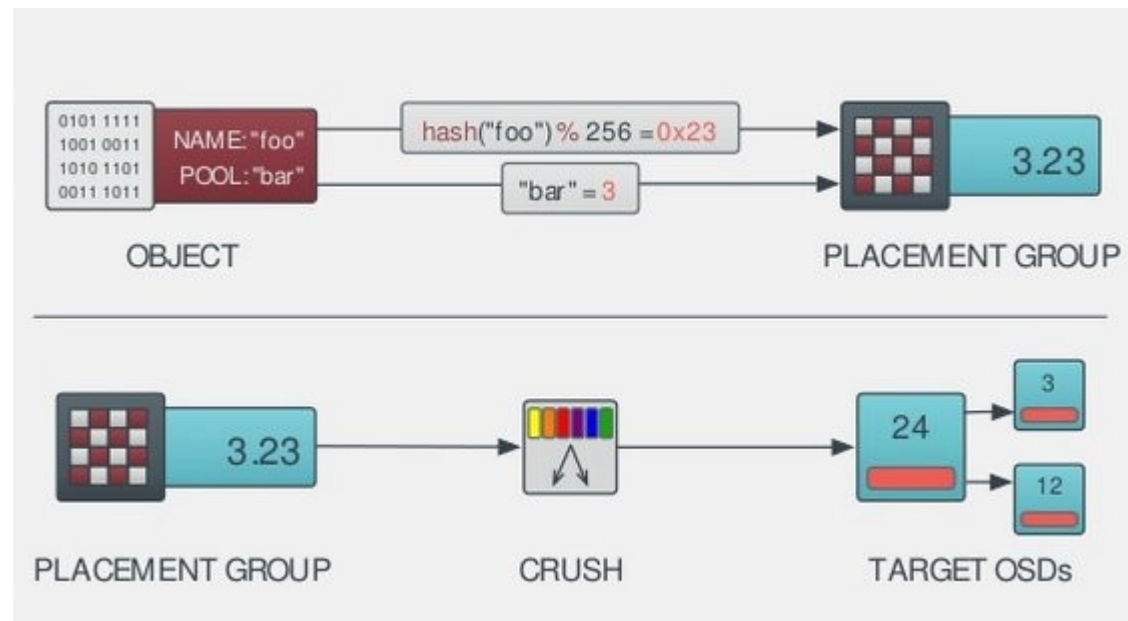 0101 1111
1001 0011
1010 1101
0011 1011
NAME:"foo"
POOL:"bar"
hash("foo")% 256 =0x23
"bar" = 3
3.23
OBJECT
PLACEMENT GROUP
3.23
24
3
12
PLACEMENT GROUP
CRUSH
TARGET OSDs